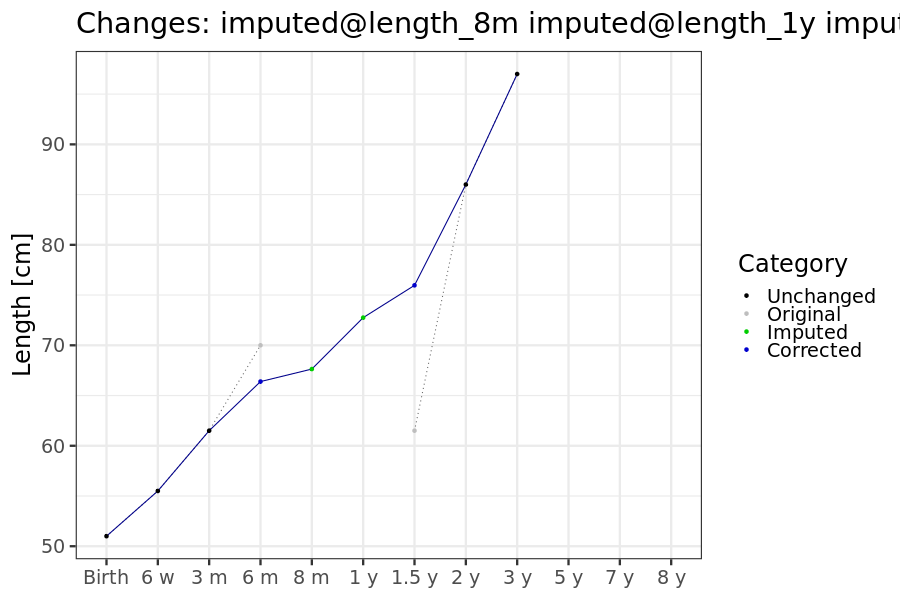 Changes: imputed@length_8m imputed@length_1y
Length [cm]
90
80
70
60
50
Birth 6 w 3 m 6 m 8 m 1 y 1.5 y 2 y 3 y 5 y 7 y 8 y
Category
Unchanged
Original
Imputed
Corrected